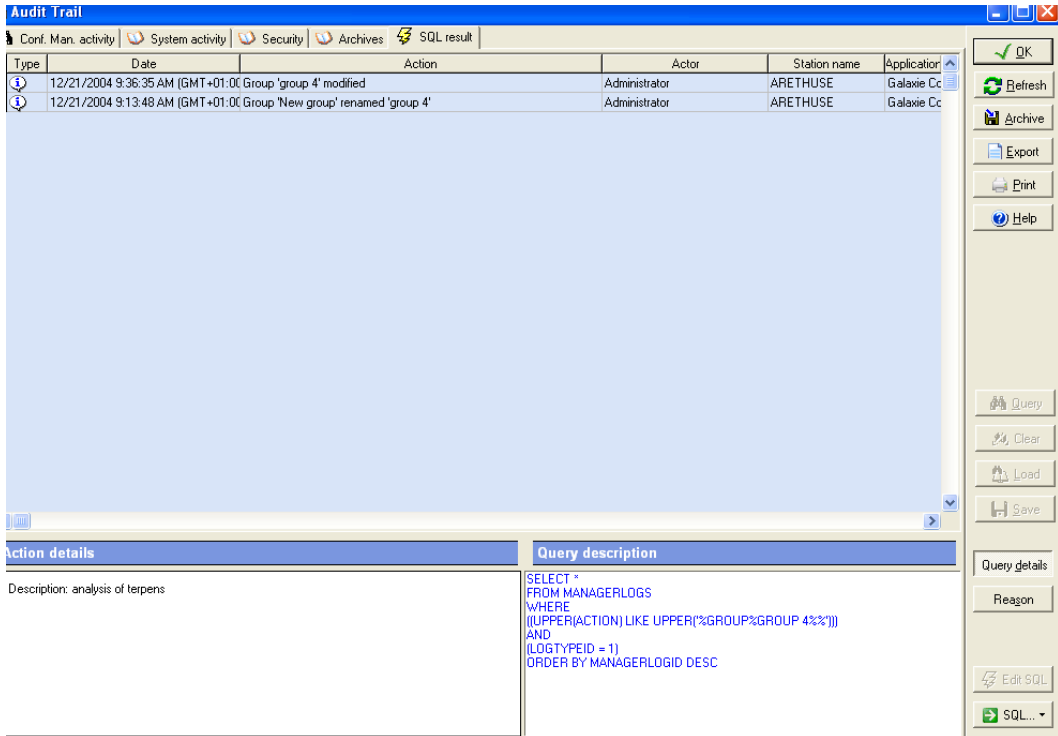 Audit Trail
Conf. Man. activity System activity Security Archives SQL result
Type Date Action Actor Station name Application
12/21/2004 9:36:35 AM (GMT+01:00 Group 'group 4' modified Administrator ARETHUSE Galaxie Co
12/21/2004 9:13:48 AM (GMT+01:00 Group 'New group' renamed 'group 4' Administrator ARETHUSE Galaxie Co
OK
Refresh
Archive
Export
Print
Help
Query
Clear
Load
Save
Query details
Reason
Edit SQL
SQL...
Action details
Description: analysis of terpens
Query description
SELECT *
FROM MANAGERLOGS
WHERE
((UPPER(ACTION) LIKE UPPER('%GROUP%GROUP 4%%')))
AND
(LOGTYPEID = 1)
ORDER BY MANAGERLOGID DESC